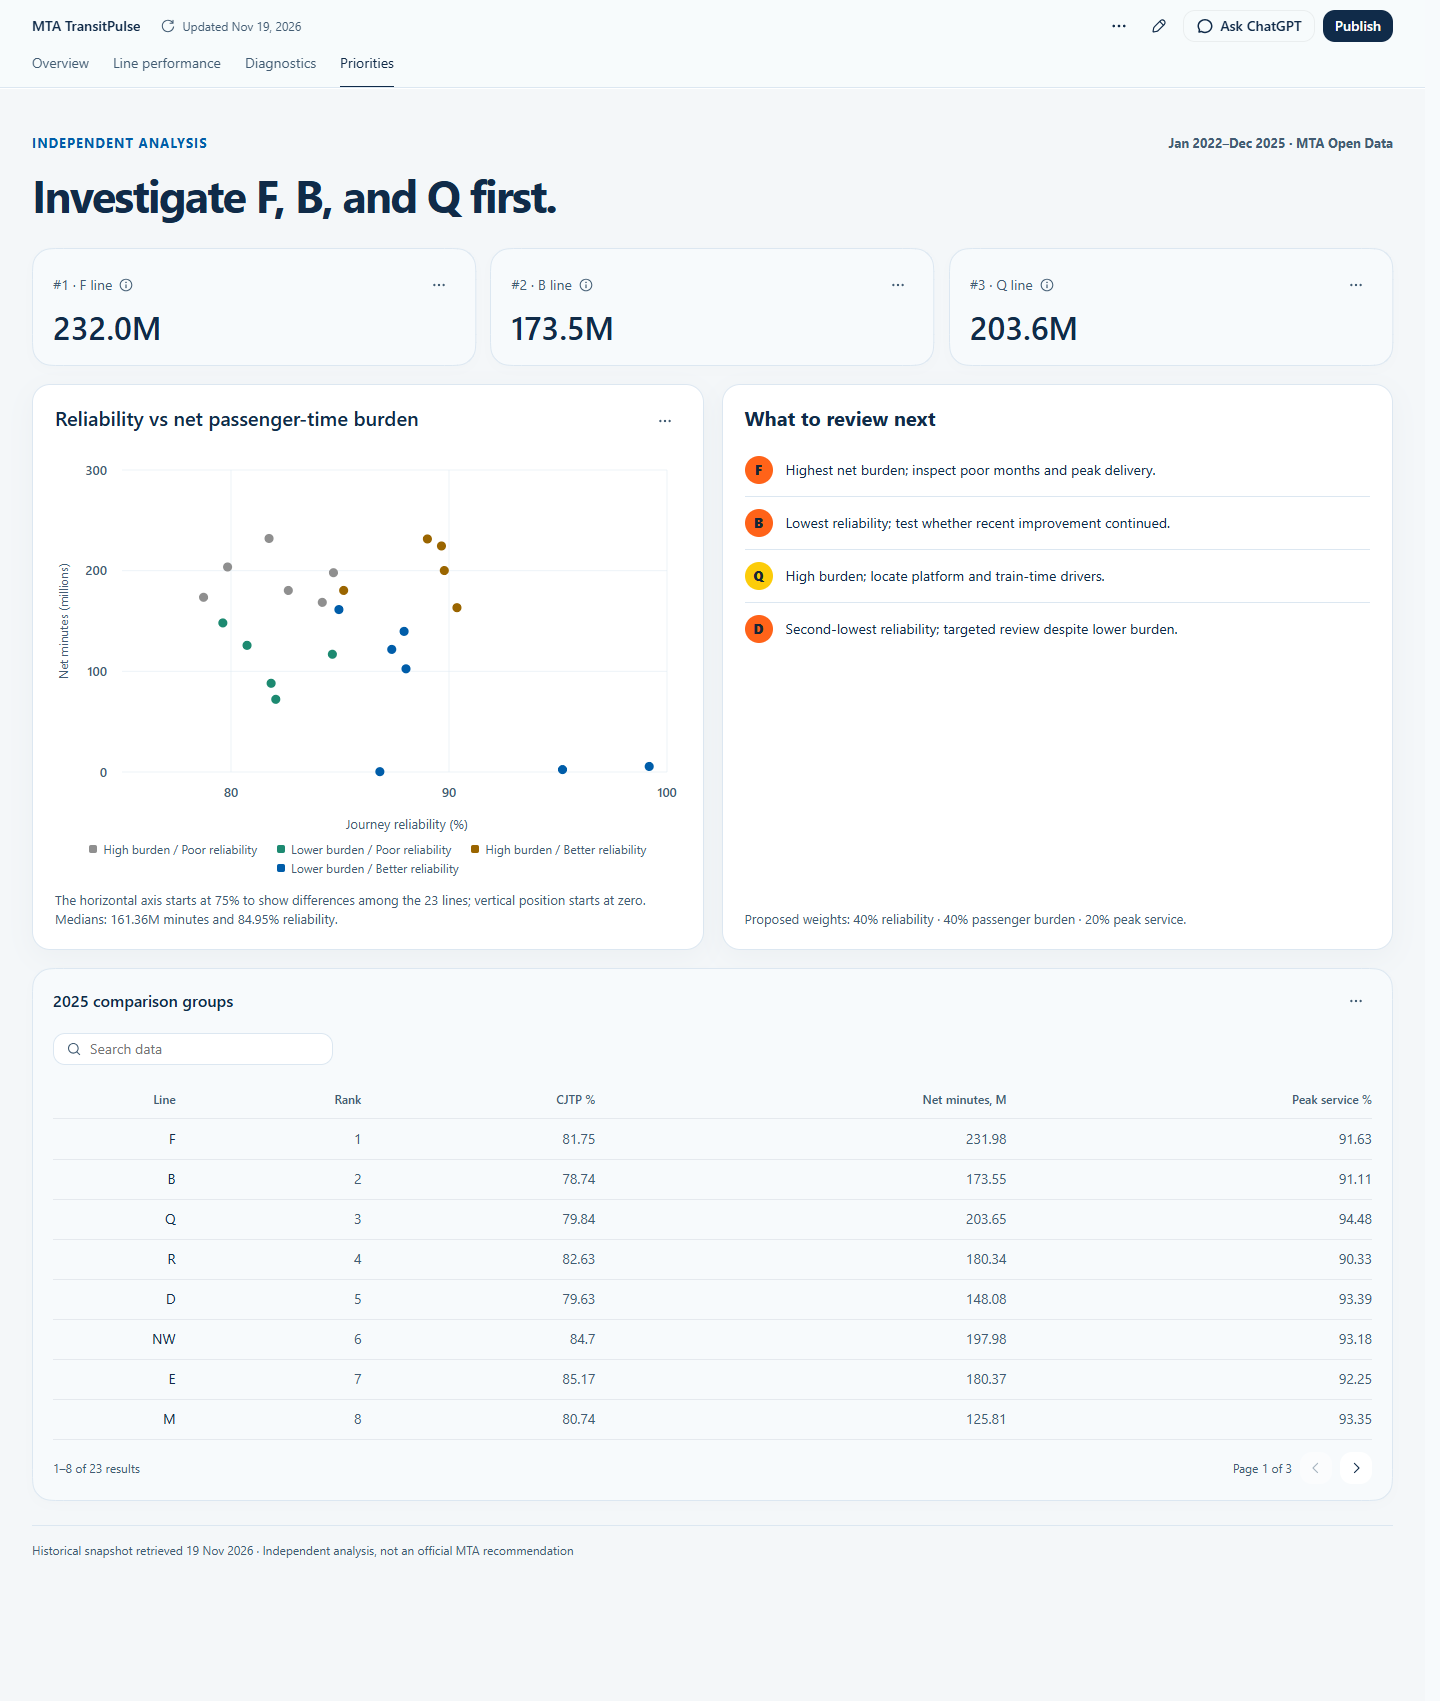 MTA TransitPulse
Updated Nov 19, 2026
Ask ChatGPT
Publish
Overview
Line performance
Diagnostics
Priorities
INDEPENDENT ANALYSIS
Jan 2022–Dec 2025 · MTA Open Data
Investigate F, B, and Q first.
#1 · F line
232.0M
#2 · B line
173.5M
#3 · Q line
203.6M
Reliability vs net passenger-time burden
Net minutes (millions)
300
200
100
0
80
90
100
Journey reliability (%)
High burden / Poor reliability
Lower burden / Poor reliability
High burden / Better reliability
Lower burden / Better reliability
The horizontal axis starts at 75% to show differences among the 23 lines; vertical position starts at zero.
Medians: 161.36M minutes and 84.95% reliability.
What to review next
F Highest net burden; inspect poor months and peak delivery.
B Lowest reliability; test whether recent improvement continued.
Q High burden; locate platform and train-time drivers.
D Second-lowest reliability; targeted review despite lower burden.
Proposed weights: 40% reliability · 40% passenger burden · 20% peak service.
2025 comparison groups
Search data
Line Rank CJTP % Net minutes, M Peak service %
F 1 81.75 231.98 91.63
B 2 78.74 173.55 91.11
Q 3 79.84 203.65 94.48
R 4 82.63 180.34 90.33
D 5 79.63 148.08 93.39
NW 6 84.7 197.98 93.18
E 7 85.17 180.37 92.25
M 8 80.74 125.81 93.35
1–8 of 23 results
Page 1 of 3
Historical snapshot retrieved 19 Nov 2026 · Independent analysis, not an official MTA recommendation